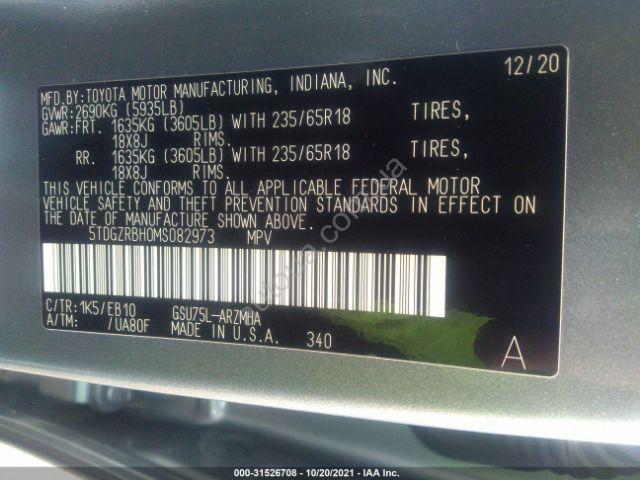 MFD.BY:TOYOTA MOTOR MANUFACTURING, INDIANA, INC. 12/20
GVWR:2690KG (5935LB)
GAWR:FRT. 1635KG (3605LB) WITH 235/65R18 TIRES,
18X8J RIMS.
RR. 1635KG (3605LB) WITH 235/65R18 TIRES,
18X8J RIMS.
THIS VEHICLE CONFORMS TO ALL APPLICABLE FEDERAL MOTOR
VEHICLE SAFETY AND THEFT PREVENTION STANDARDS IN EFFECT ON
THE DATE OF MANUFACTURE SHOWN ABOVE.
5TDGZRBH0MS082973 MPV
C/TR:1K5/EB10 GSU75L-ARZMHA
A/TM: /UA80F MADE IN U.S.A. 340
A
000-31526708 - 10/20/2021 - IAA Inc.